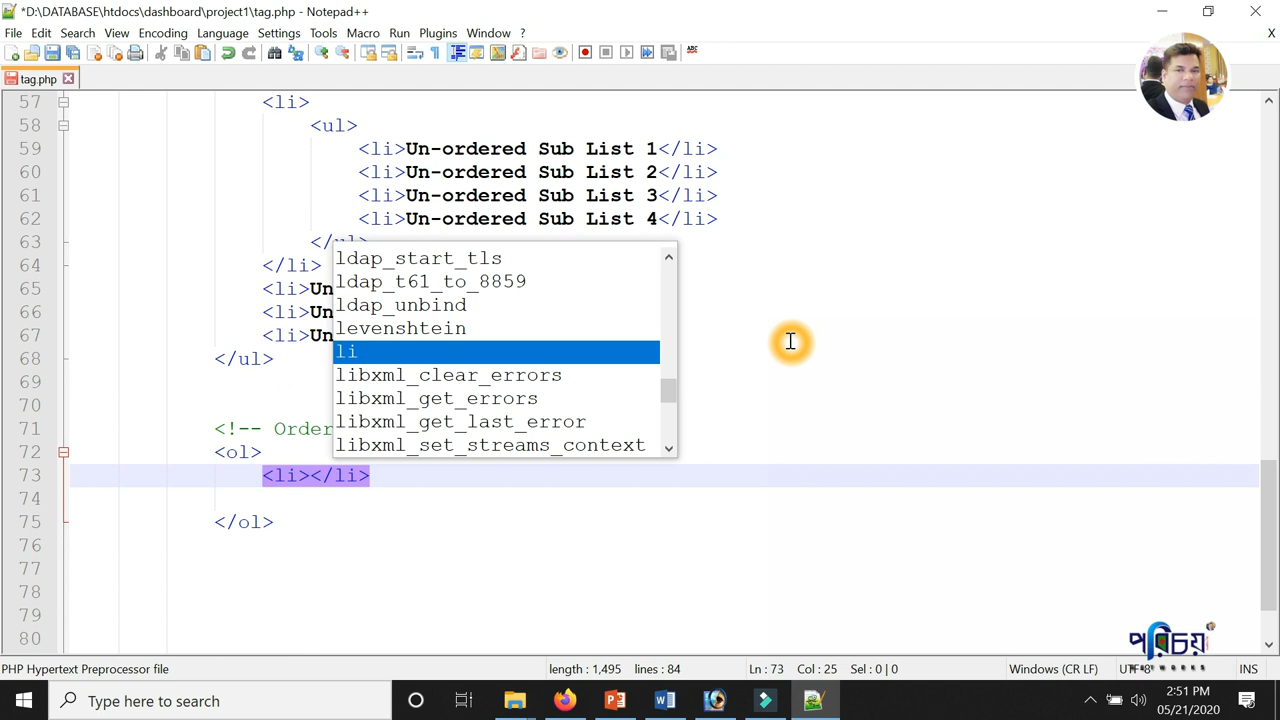 *D:\DATABASE\htdocs\dashboard\project1\tag.php - Notepad++
File Edit Search View Encoding Language Settings Tools Macro Run Plugins Window ? X
tag.php
57 <li>
58 <ul>
59 <li>Un-ordered Sub List 1</li>
60 <li>Un-ordered Sub List 2</li>
61 <li>Un-ordered Sub List 3</li>
62 <li>Un-ordered Sub List 4</li>
63 </ul>
64 </li>
65 <li>Un
66 <li>Un
67 <li>Un
68 </ul>
69
70
71 <!-- Order
72 <ol>
73 <li></li>
74
75 </ol>
76
77
78
79
80
ldap_start_tls
ldap_t61_to_8859
ldap_unbind
levenshtein
li
libxml_clear_errors
libxml_get_errors
libxml_get_last_error
libxml_set_streams_context
পরিচয়
PHP Hypertext Preprocessor file length : 1,495 lines : 84 Ln : 73 Col : 25 Sel : 0 | 0 Windows (CR LF) UTF-8 INS
Type here to search
2:51 PM
05/21/2020